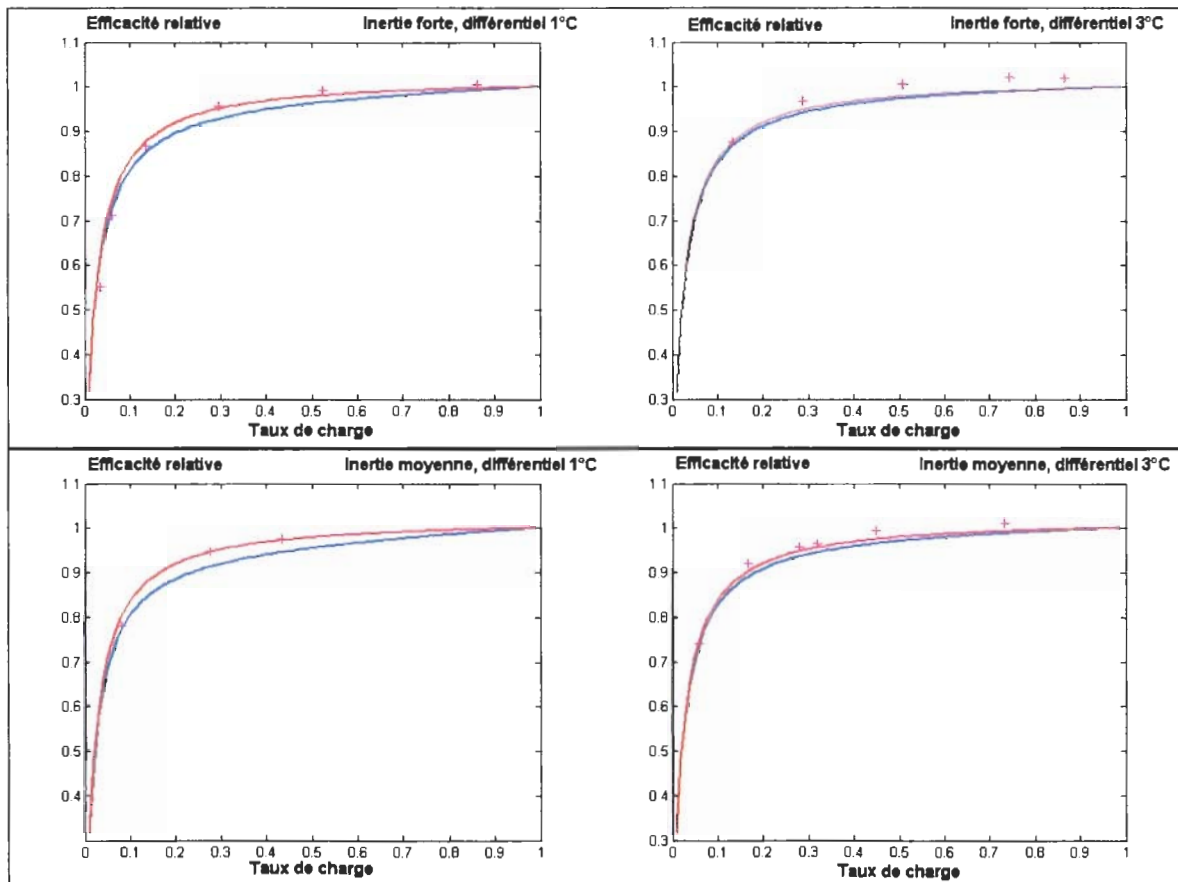 Efficacité relative Inertie forte, différentiel 1°C
1.1
1
0.9
0.8
0.7
0.6
0.5
0.4
0.3
0 0.1 0.2 0.3 0.4 0.5 0.6 0.7 0.8 0.9 1
Taux de charge
Efficacité relative Inertie forte, différentiel 3°C
1.1
1
0.9
0.8
0.7
0.6
0.5
0.4
0.3
0 0.1 0.2 0.3 0.4 0.5 0.6 0.7 0.8 0.9 1
Taux de charge
Efficacité relative Inertie moyenne, différentiel 1°C
1.1
1
0.9
0.8
0.7
0.6
0.5
0.4
0 0.1 0.2 0.3 0.4 0.5 0.6 0.7 0.8 0.9 1
Taux de charge
Efficacité relative Inertie moyenne, différentiel 3°C
1.1
1
0.9
0.8
0.7
0.6
0.5
0.4
0.3
0 0.1 0.2 0.3 0.4 0.5 0.6 0.7 0.8 0.9 1
Taux de charge